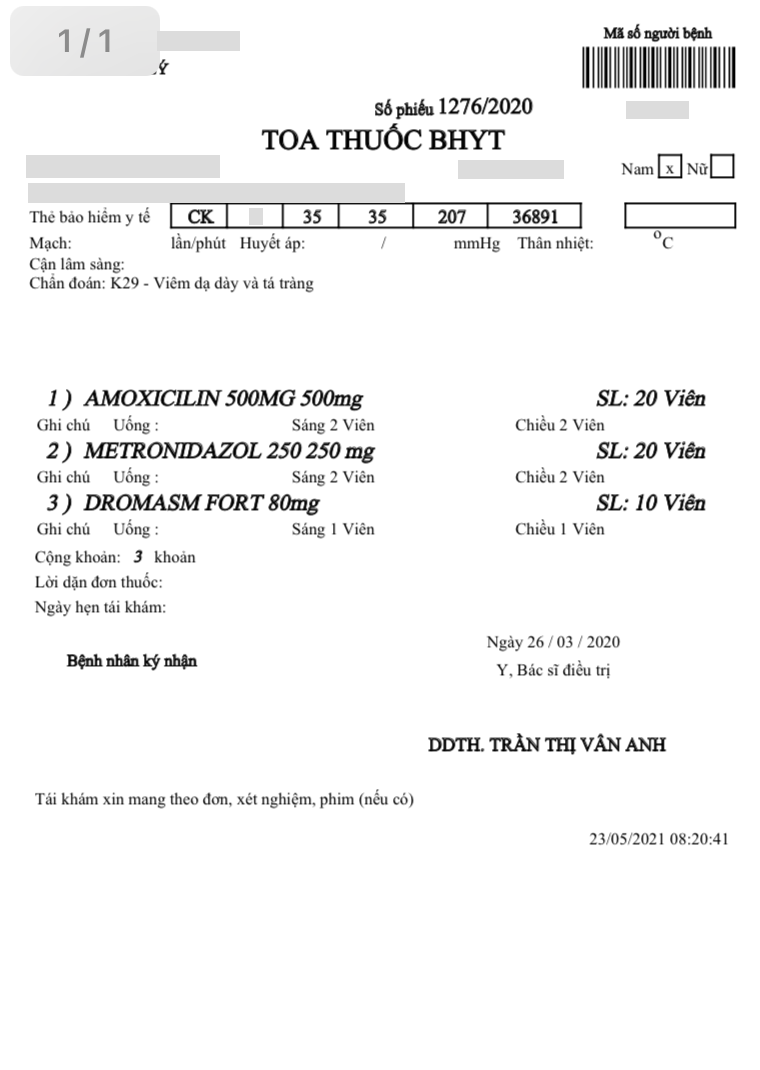 1/1
Mã số người bệnh
Số phiếu 1276/2020
TOA THUỐC BHYT
Nam x Nữ
Thẻ bảo hiểm y tế CK 35 35 207 36891
Mạch: lần/phút Huyết áp: / mmHg Thân nhiệt: °C
Cận lâm sàng:
Chẩn đoán: K29 - Viêm dạ dày và tá tràng
1 ) AMOXICILIN 500MG 500mg SL: 20 Viên
Ghi chú Uống : Sáng 2 Viên Chiều 2 Viên
2 ) METRONIDAZOL 250 250 mg SL: 20 Viên
Ghi chú Uống : Sáng 2 Viên Chiều 2 Viên
3 ) DROMASM FORT 80mg SL: 10 Viên
Ghi chú Uống : Sáng 1 Viên Chiều 1 Viên
Cộng khoản: 3 khoản
Lời dặn đơn thuốc:
Ngày hẹn tái khám:
Ngày 26 / 03 / 2020
Bệnh nhân ký nhận
Y, Bác sĩ điều trị
DDTH. TRẦN THỊ VÂN ANH
Tái khám xin mang theo đơn, xét nghiệm, phim (nếu có)
23/05/2021 08:20:41